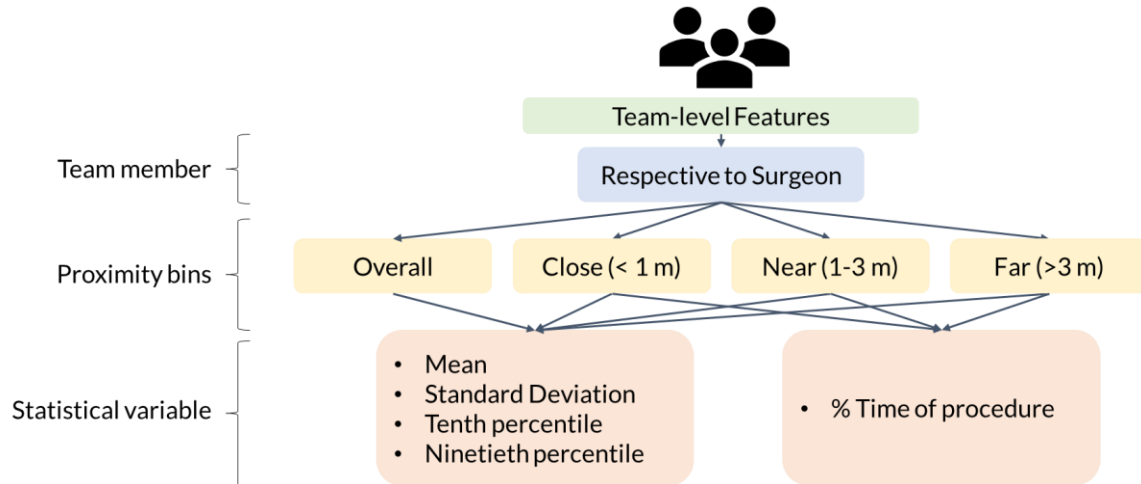 Team-level Features
Team member
Respective to Surgeon
Proximity bins
Overall
Close (< 1 m)
Near (1-3 m)
Far (>3 m)
Statistical variable
• Mean
• Standard Deviation
• Tenth percentile
• Ninetieth percentile
• % Time of procedure